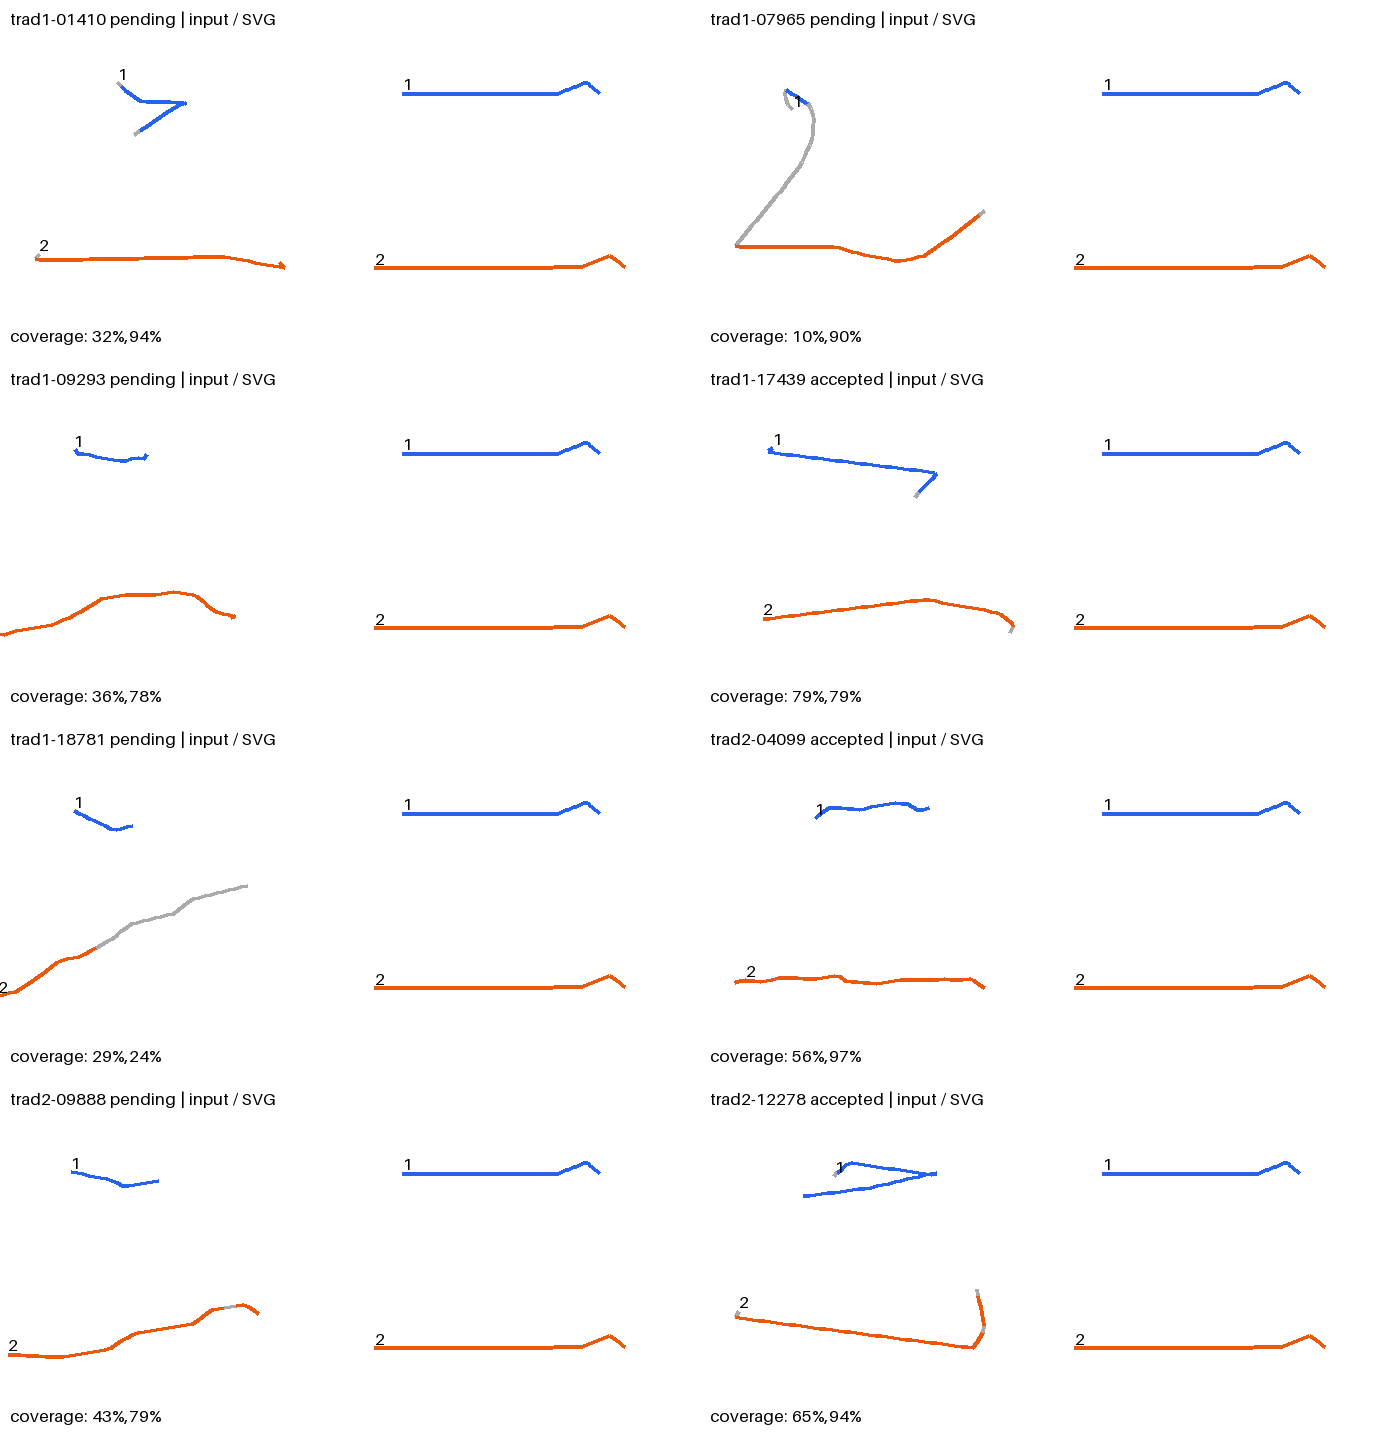 trad1-01410 pending | input / SVG
1
1
2
2
coverage: 32%,94%
trad1-07965 pending | input / SVG
1
1
2
coverage: 10%,90%
trad1-09293 pending | input / SVG
1
1
2
coverage: 36%,78%
trad1-17439 accepted | input / SVG
1
1
2
2
coverage: 79%,79%
trad1-18781 pending | input / SVG
1
1
2
2
coverage: 29%,24%
trad2-04099 accepted | input / SVG
1
1
2
2
coverage: 56%,97%
trad2-09888 pending | input / SVG
1
1
2
2
coverage: 43%,79%
trad2-12278 accepted | input / SVG
1
1
2
2
coverage: 65%,94%